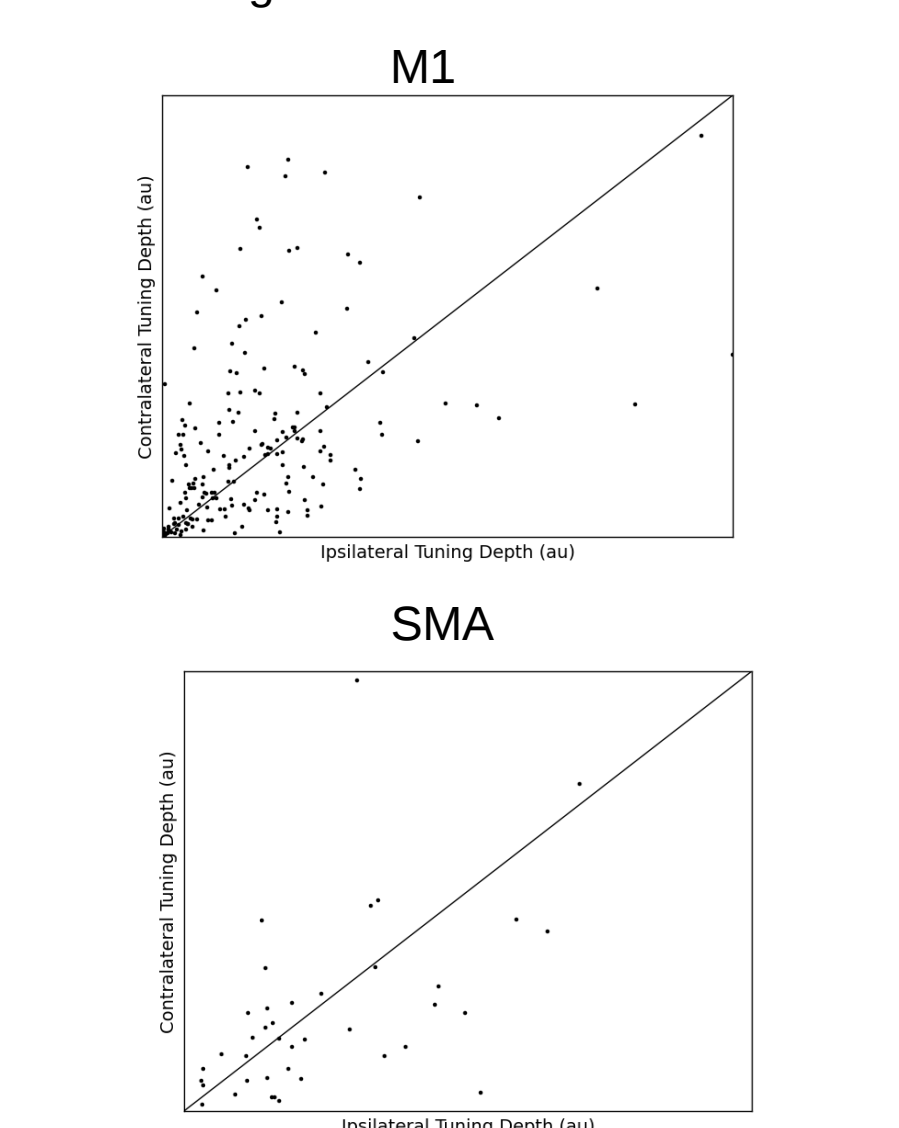 M1
Contralateral Tuning Depth (au)
Ipsilateral Tuning Depth (au)
SMA
Contralateral Tuning Depth (au)
Ipsilateral Tuning Depth (au)